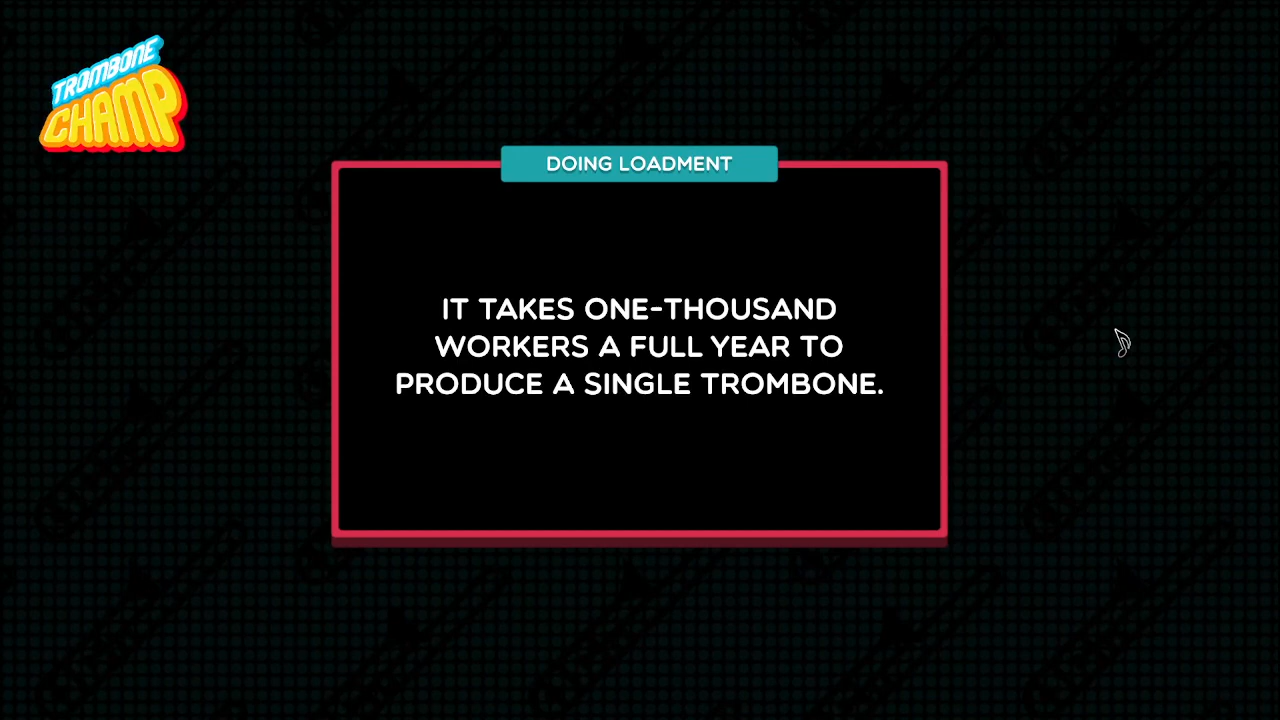 TROMBONE
CHAMP
DOING LOADMENT
IT TAKES ONE-THOUSAND
WORKERS A FULL YEAR TO
PRODUCE A SINGLE TROMBONE.